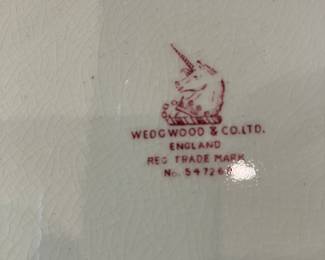 WEDGWOOD & CO. LTD.
ENGLAND
REG TRADE MARK
No.